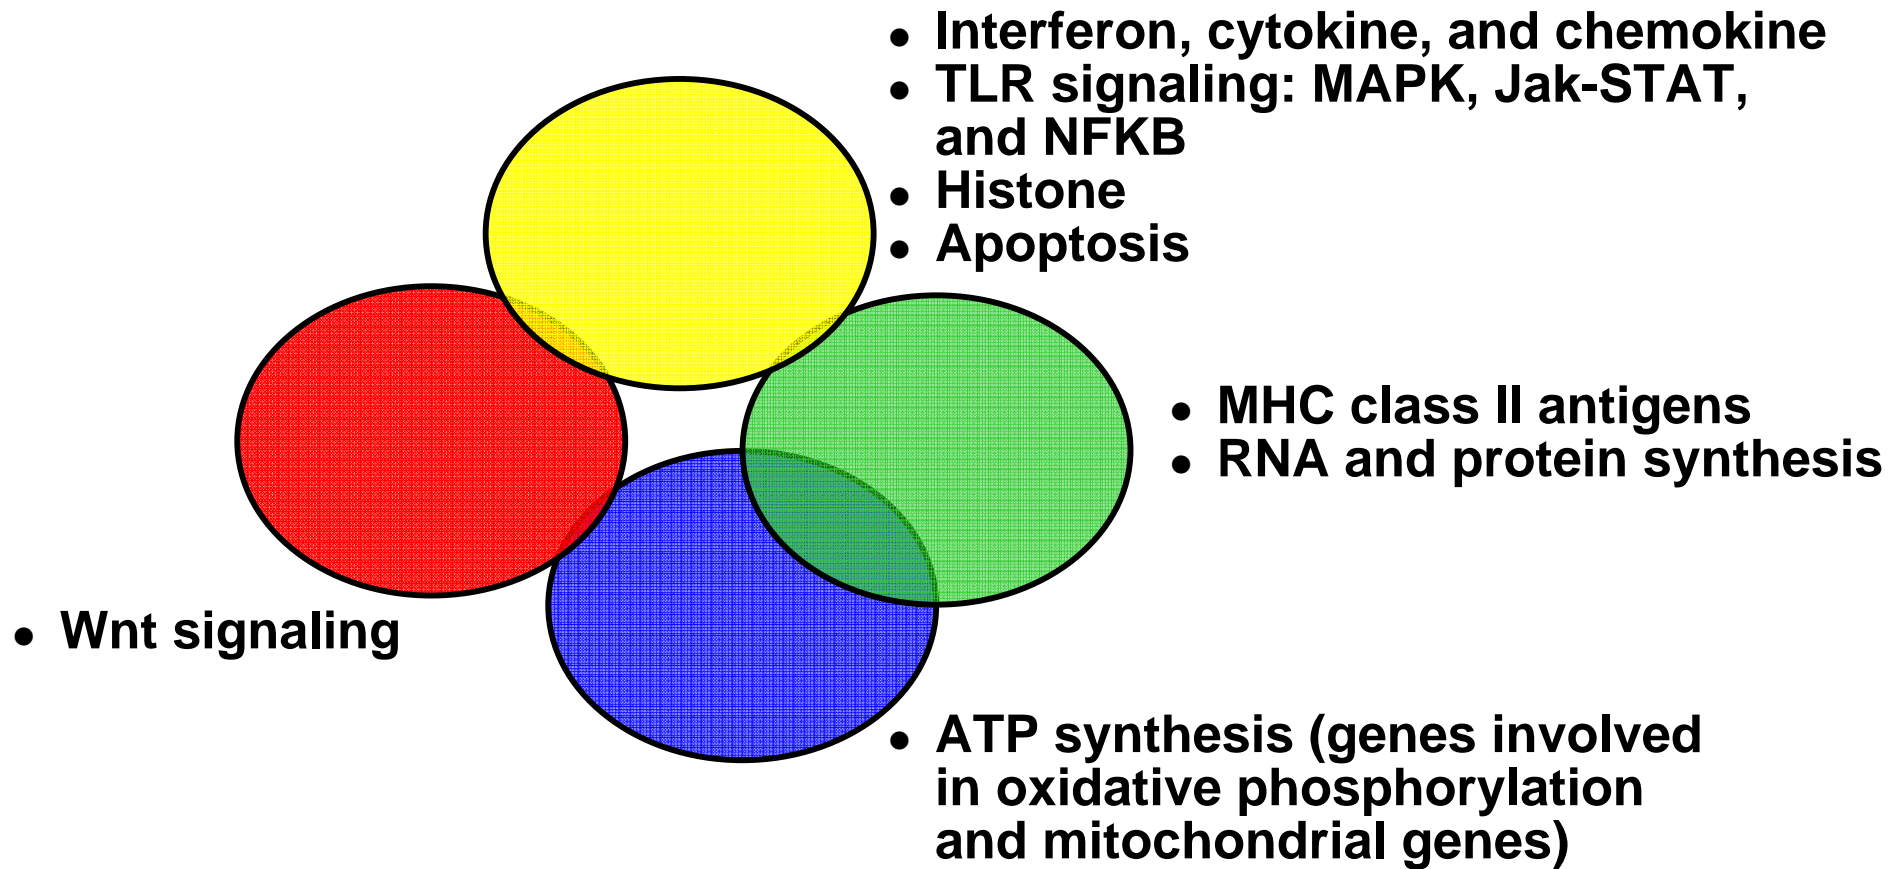 • Interferon, cytokine, and chemokine
• TLR signaling: MAPK, Jak-STAT,
and NFKB
• Histone
• Apoptosis
• MHC class II antigens
• RNA and protein synthesis
• Wnt signaling
• ATP synthesis (genes involved
in oxidative phosphorylation
and mitochondrial genes)